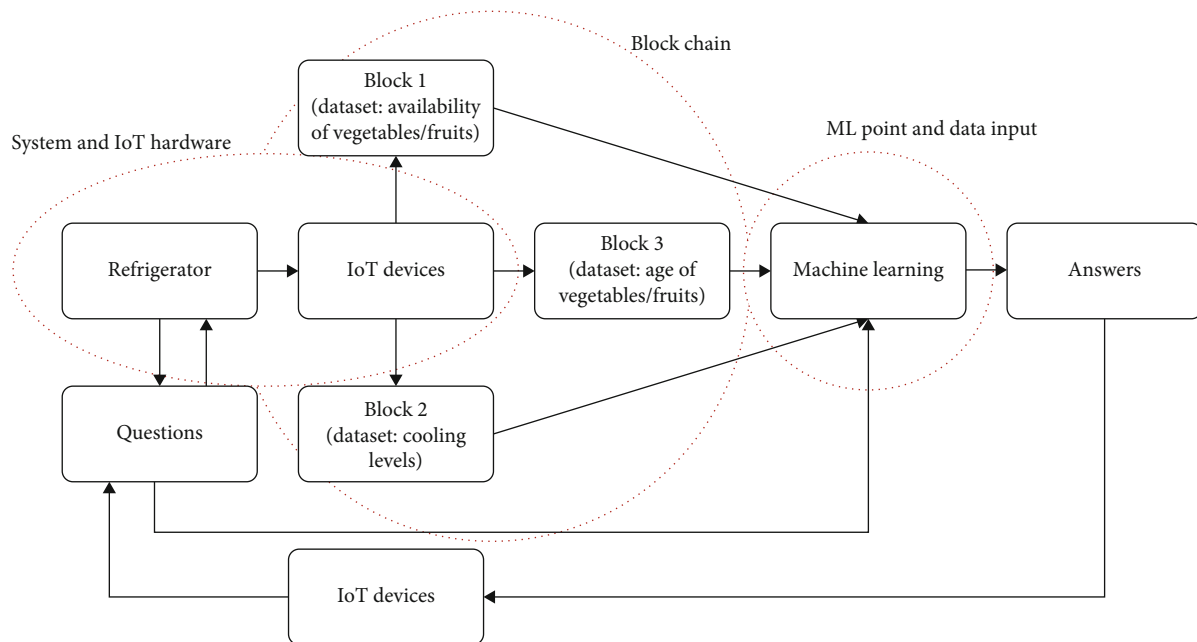 Block chain
Block 1
(dataset: availability
of vegetables/fruits)
ML point and data input
System and IoT hardware
Refrigerator
IoT devices
Block 3
(dataset: age of
vegetables/fruits)
Machine learning
Answers
Questions
Block 2
(dataset: cooling
levels)
IoT devices